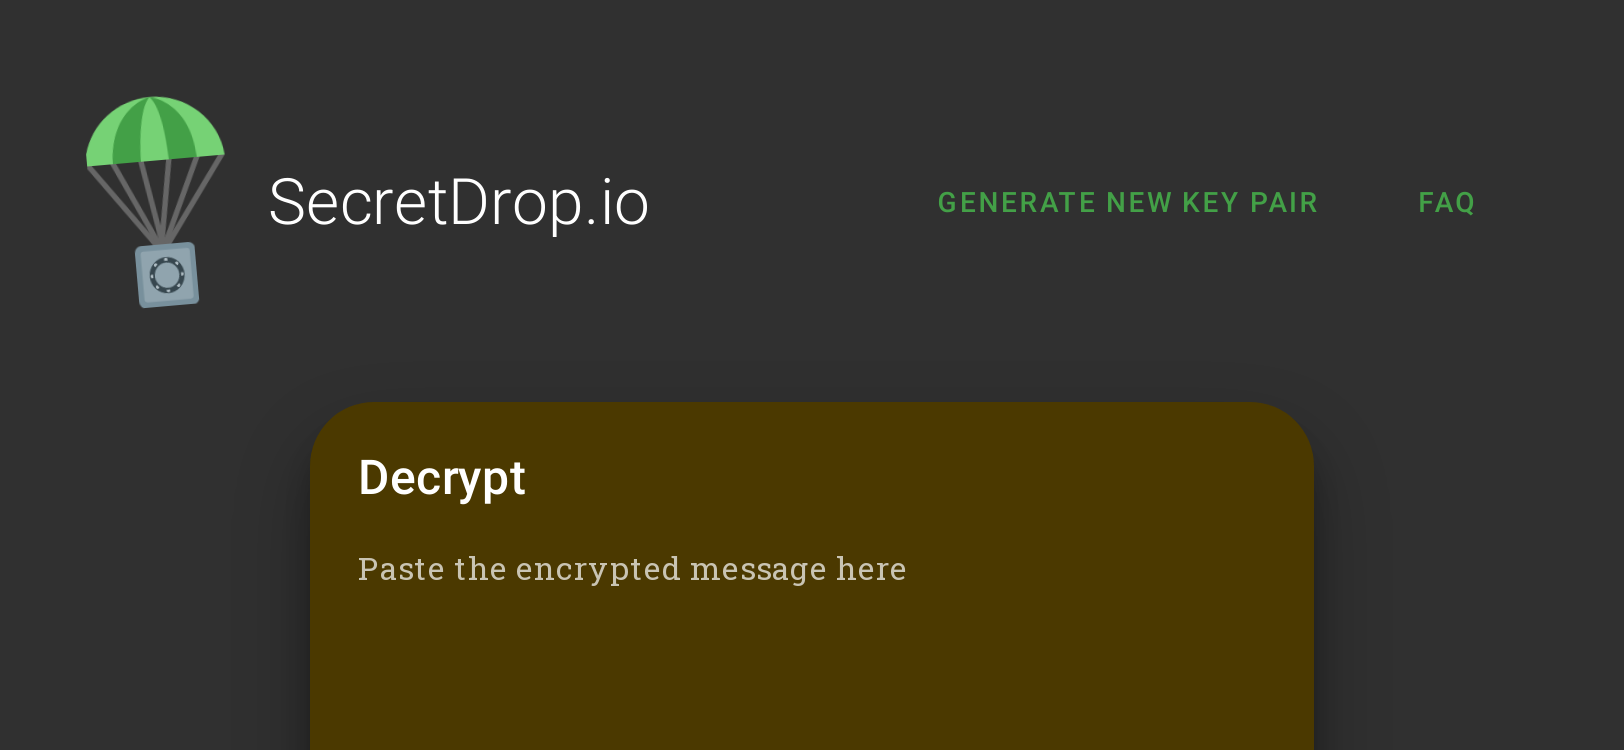 SecretDrop.io
GENERATE NEW KEY PAIR
FAQ
Decrypt
Paste the encrypted message here